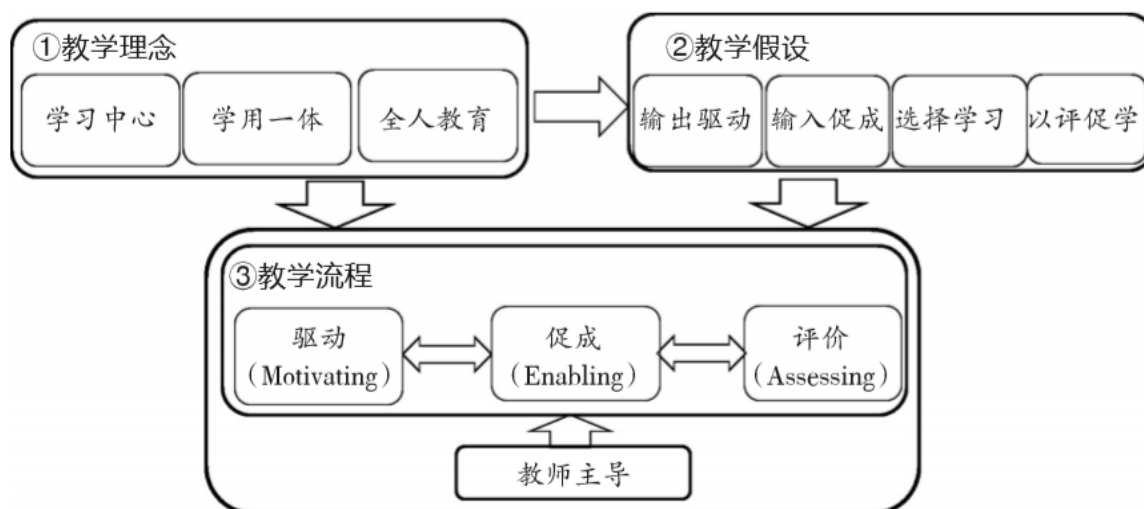 ①教学理念
学习中心
学用一体
全人教育
②教学假设
输出驱动
输入促成
选择学习
以评促学
③教学流程
驱动
(Motivating)
促成
(Enabling)
评价
(Assessing)
教师主导